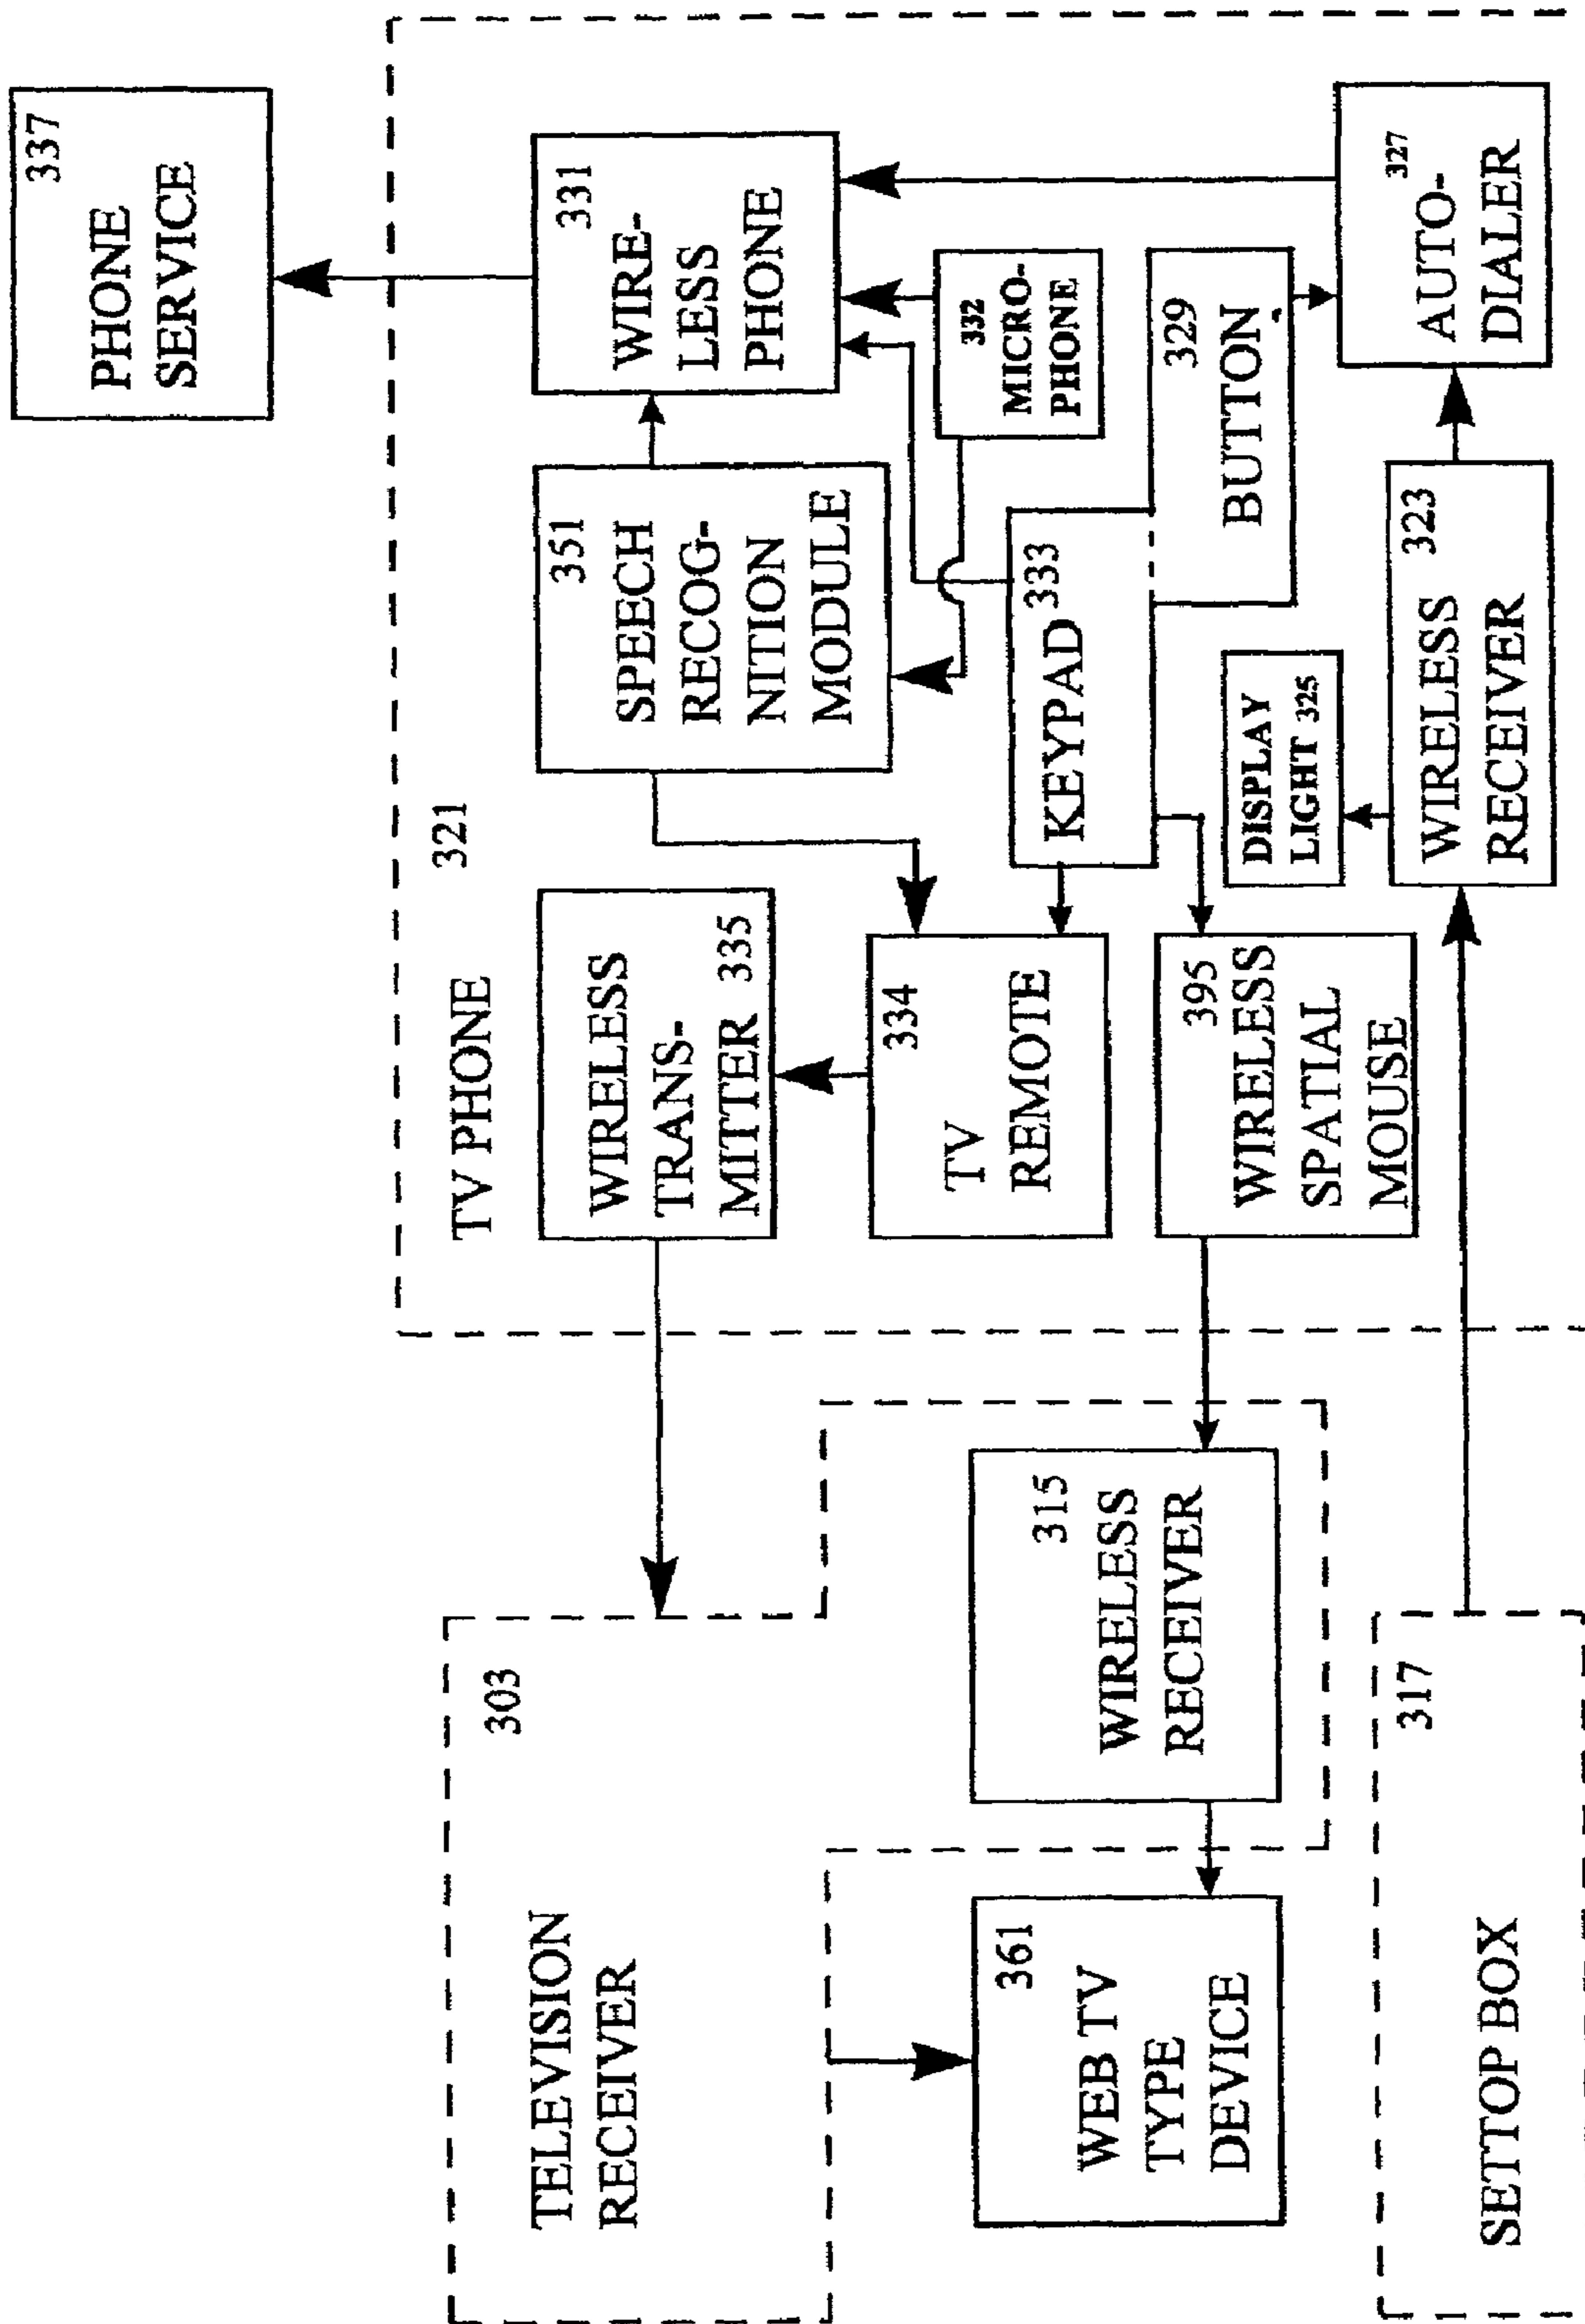 PHONE
SERVICE
337
TV PHONE
321
WIRELESS
TRANS-
MITTER 335
351
SPEECH
RECOG-
NITION
MODULE
331
WIRE-
LESS
PHONE
332
MICRO-
PHONE
334
TV
REMOTE
KEYPAD 333
329
BUTTON
395
WIRELESS
SPATIAL
MOUSE
DISPLAY
LIGHT 325
323
WIRELESS
RECEIVER
327
AUTO-
DIALER
303
TELEVISION
RECEIVER
315
WIRELESS
RECEIVER
361
WEB TV
TYPE
DEVICE
317
SETTOP BOX